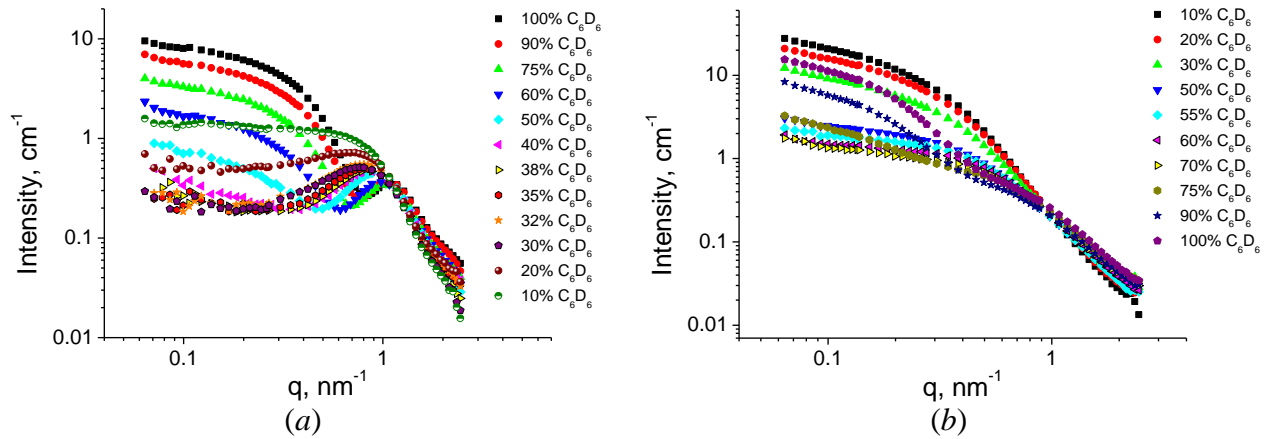 10
1
0.1
0.01
0.1
1
Intensity, cm⁻¹
q, nm⁻¹
100% C₆D₆
90% C₆D₆
75% C₆D₆
60% C₆D₆
50% C₆D₆
40% C₆D₆
38% C₆D₆
35% C₆D₆
32% C₆D₆
30% C₆D₆
20% C₆D₆
10% C₆D₆
(a)
10
1
0.1
0.01
0.1
1
Intensity, cm⁻¹
q, nm⁻¹
10% C₆D₆
20% C₆D₆
30% C₆D₆
50% C₆D₆
55% C₆D₆
60% C₆D₆
70% C₆D₆
75% C₆D₆
90% C₆D₆
100% C₆D₆
(b)